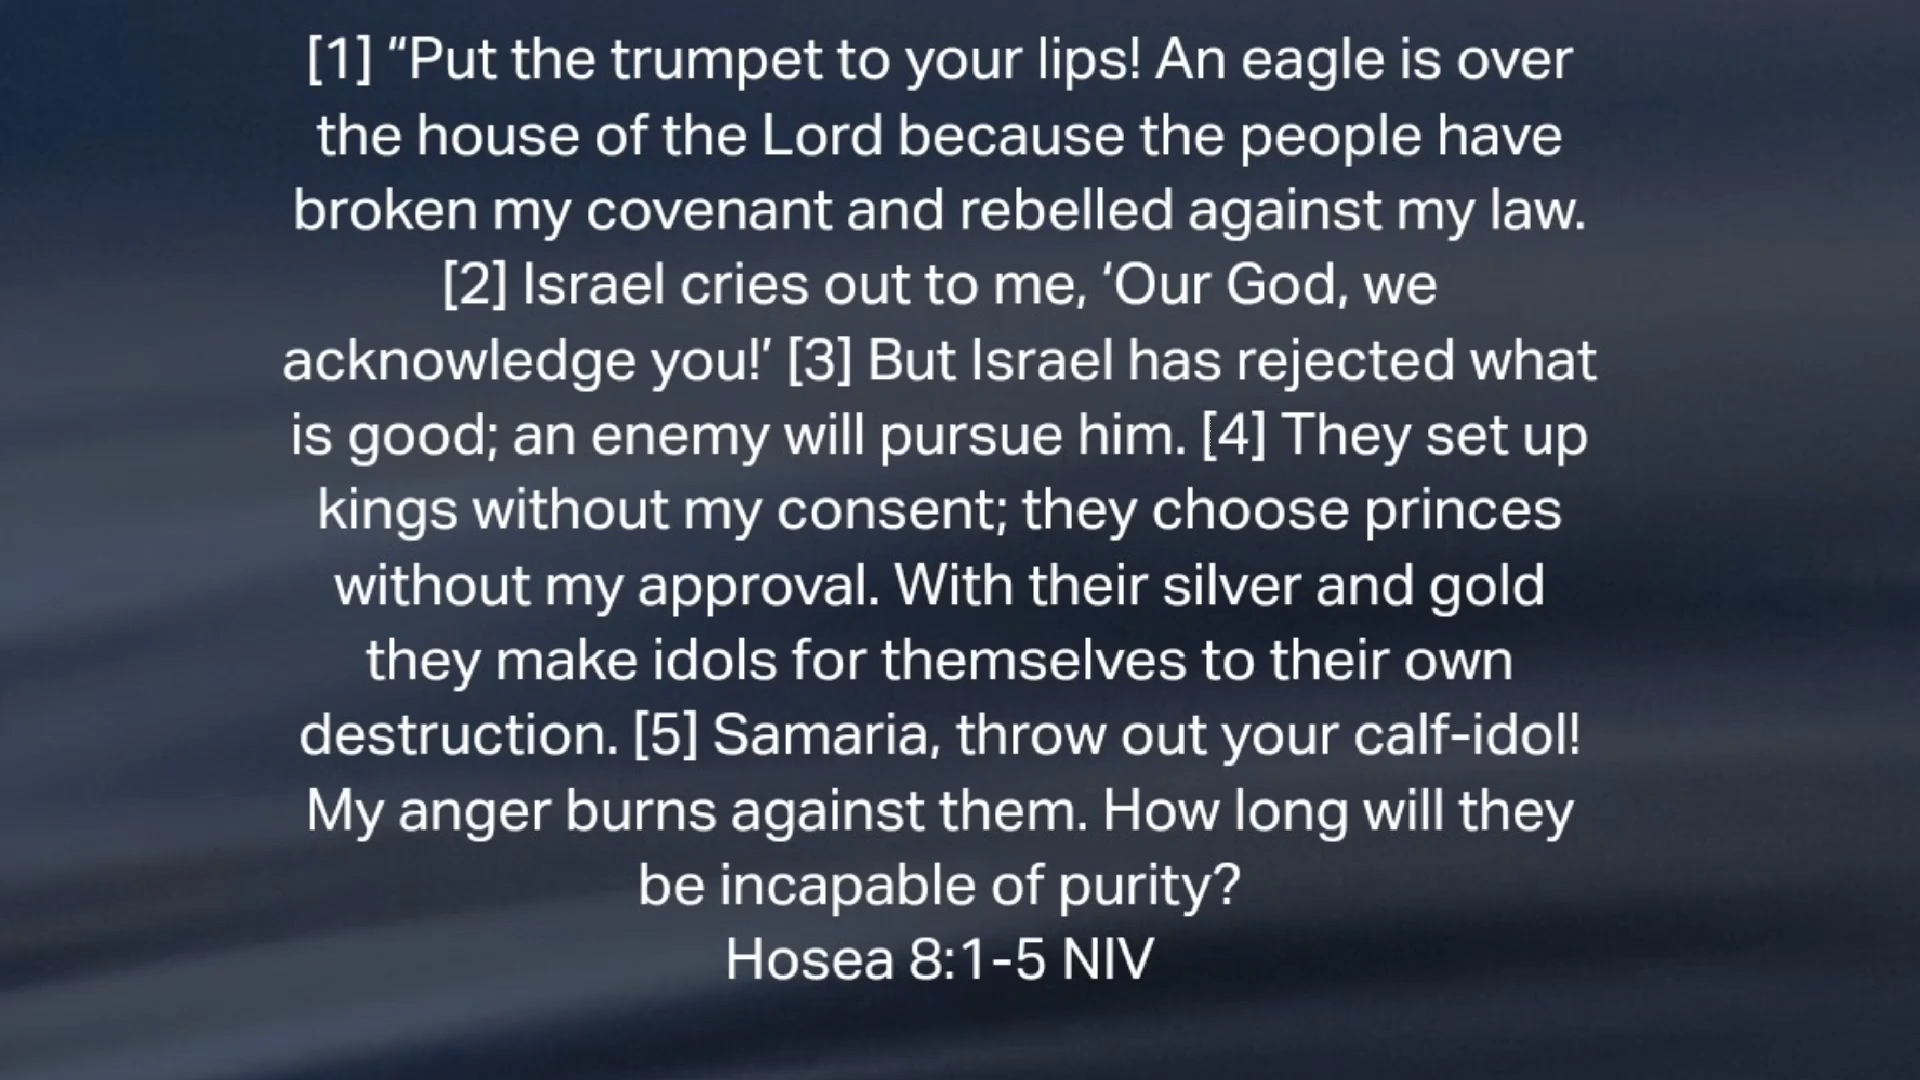 [1] “Put the trumpet to your lips! An eagle is over
the house of the Lord because the people have
broken my covenant and rebelled against my law.
[2] Israel cries out to me, ‘Our God, we
acknowledge you!’ [3] But Israel has rejected what
is good; an enemy will pursue him. [4] They set up
kings without my consent; they choose princes
without my approval. With their silver and gold
they make idols for themselves to their own
destruction. [5] Samaria, throw out your calf-idol!
My anger burns against them. How long will they
be incapable of purity?
Hosea 8:1-5 NIV